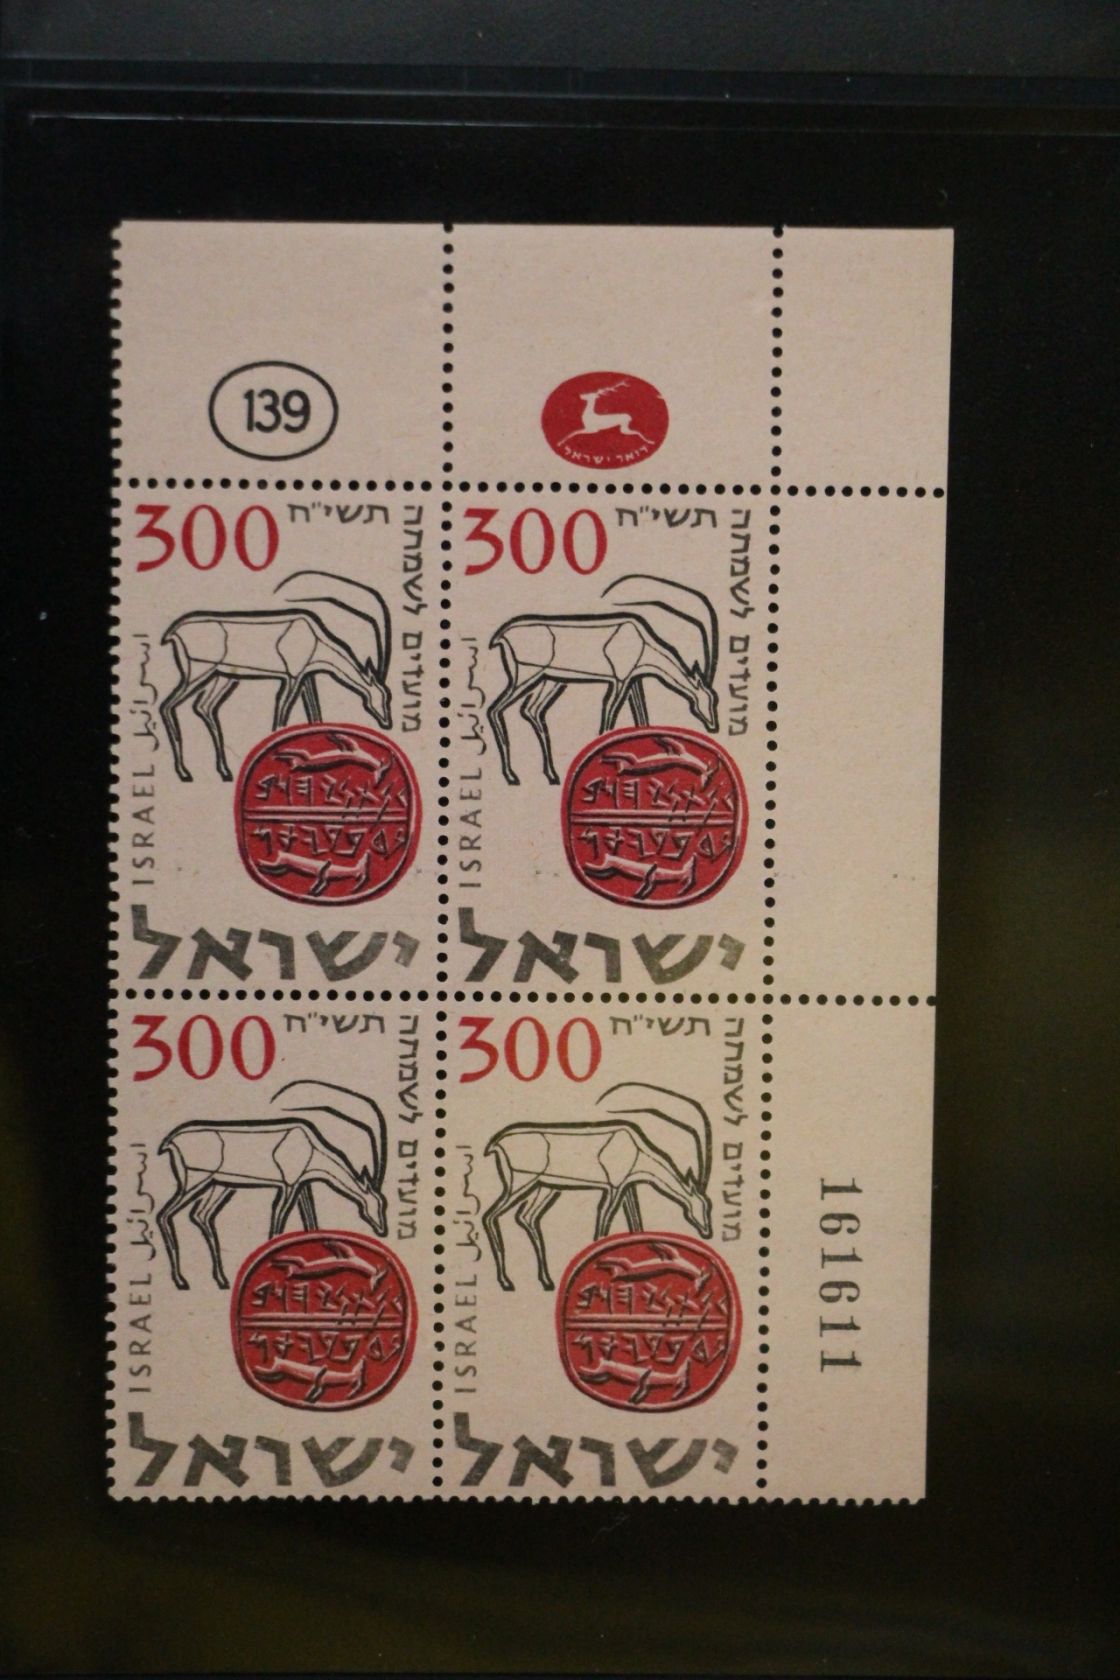 139
דואר ישראל
300 תשי"ח
מועדים לשמחה
اسرائيل
ISRAEL
ישראל
300 תשי"ח
מועדים לשמחה
اسرائيل
ISRAEL
ישראל
300 תשי"ח
מועדים לשמחה
اسرائيل
ISRAEL
ישראל
300 תשי"ח
מועדים לשמחה
اسرائيل
ISRAEL
ישראל
161611